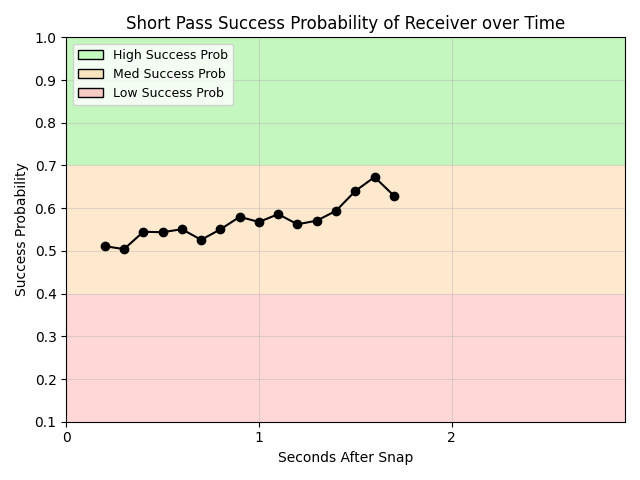 Short Pass Success Probability of Receiver over Time
High Success Prob
Med Success Prob
Low Success Prob
Success Probability
1.0
0.9
0.8
0.7
0.6
0.5
0.4
0.3
0.2
0.1
0 1 2
Seconds After Snap